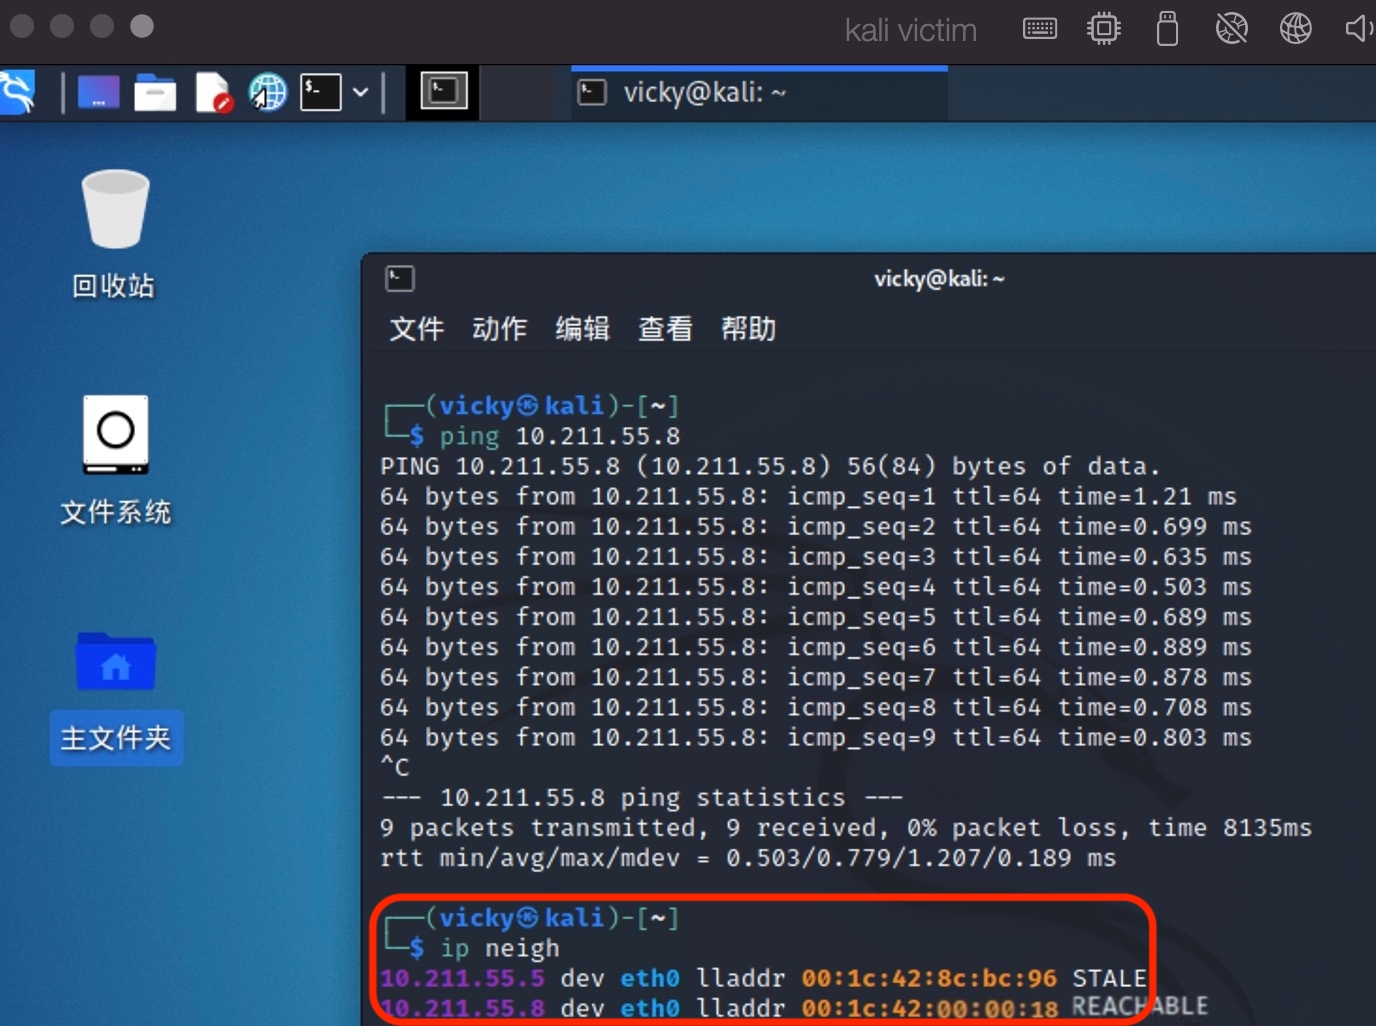 kali victim
vicky@kali: ~
回收站
vicky@kali: ~
文件 动作 编辑 查看 帮助
文件系统
主文件夹
┌──(vicky㉿kali)-[~]
└─$ ping 10.211.55.8
PING 10.211.55.8 (10.211.55.8) 56(84) bytes of data.
64 bytes from 10.211.55.8: icmp_seq=1 ttl=64 time=1.21 ms
64 bytes from 10.211.55.8: icmp_seq=2 ttl=64 time=0.699 ms
64 bytes from 10.211.55.8: icmp_seq=3 ttl=64 time=0.635 ms
64 bytes from 10.211.55.8: icmp_seq=4 ttl=64 time=0.503 ms
64 bytes from 10.211.55.8: icmp_seq=5 ttl=64 time=0.689 ms
64 bytes from 10.211.55.8: icmp_seq=6 ttl=64 time=0.889 ms
64 bytes from 10.211.55.8: icmp_seq=7 ttl=64 time=0.878 ms
64 bytes from 10.211.55.8: icmp_seq=8 ttl=64 time=0.708 ms
64 bytes from 10.211.55.8: icmp_seq=9 ttl=64 time=0.803 ms
^C
--- 10.211.55.8 ping statistics ---
9 packets transmitted, 9 received, 0% packet loss, time 8135ms
rtt min/avg/max/mdev = 0.503/0.779/1.207/0.189 ms
┌──(vicky㉿kali)-[~]
└─$ ip neigh
10.211.55.5 dev eth0 lladdr 00:1c:42:8c:bc:96 STALE
10.211.55.8 dev eth0 lladdr 00:1c:42:00:00:18 REACHABLE